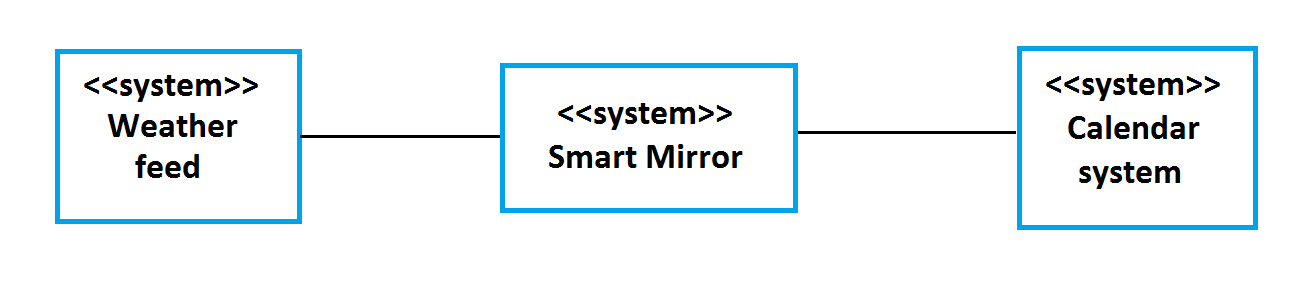 <<system>>
Weather
feed
<<system>>
Smart Mirror
<<system>>
Calendar
system